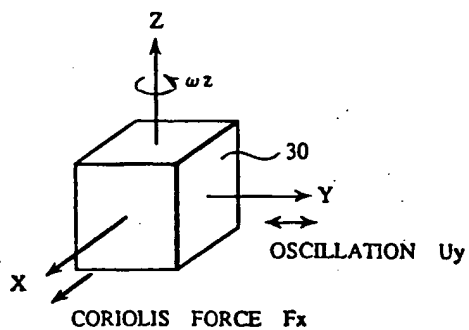 Z
ωz
30
Y
OSCILLATION Uy
X
CORIOLIS FORCE Fx